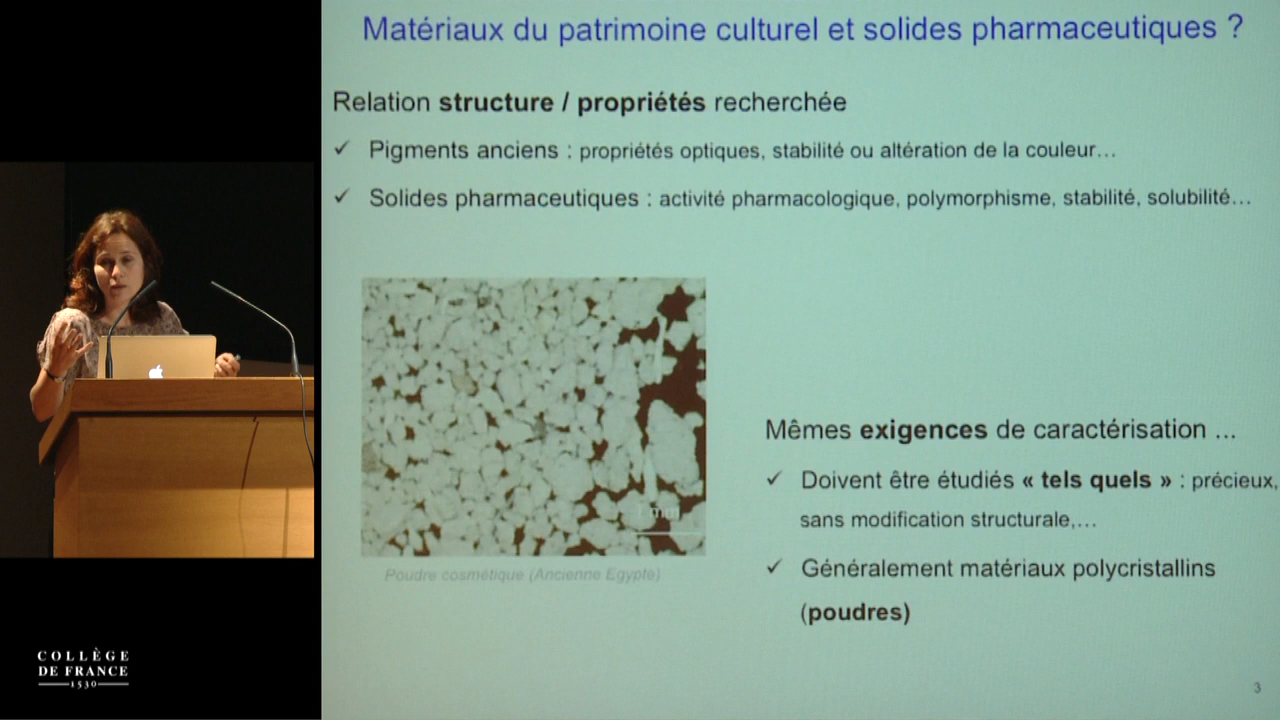 Matériaux du patrimoine culturel et solides pharmaceutiques ?
Relation structure / propriétés recherchée
✓ Pigments anciens : propriétés optiques, stabilité ou altération de la couleur…
✓ Solides pharmaceutiques : activité pharmacologique, polymorphisme, stabilité, solubilité…
Poudre cosmétique (Ancienne Egypte)
Mêmes exigences de caractérisation ...
✓ Doivent être étudiés « tels quels » : précieux,
sans modification structurale,…
✓ Généralement matériaux polycristallins
(poudres)
3
COLLÈGE
DE FRANCE
1530